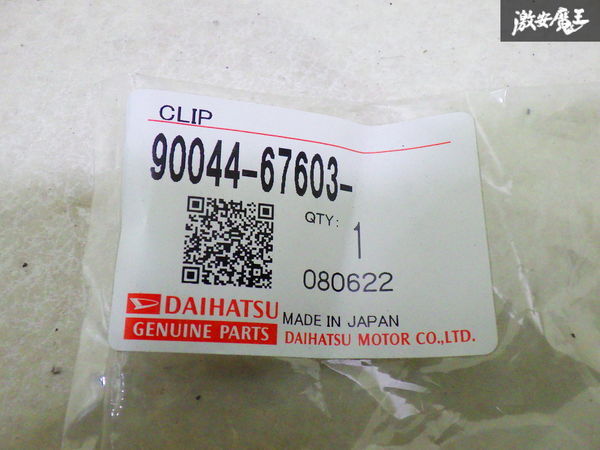 激安魔王
CLIP
90044-67603-
QTY: 1
080622
DAIHATSU
GENUINE PARTS
MADE IN JAPAN
DAIHATSU MOTOR CO.,LTD.